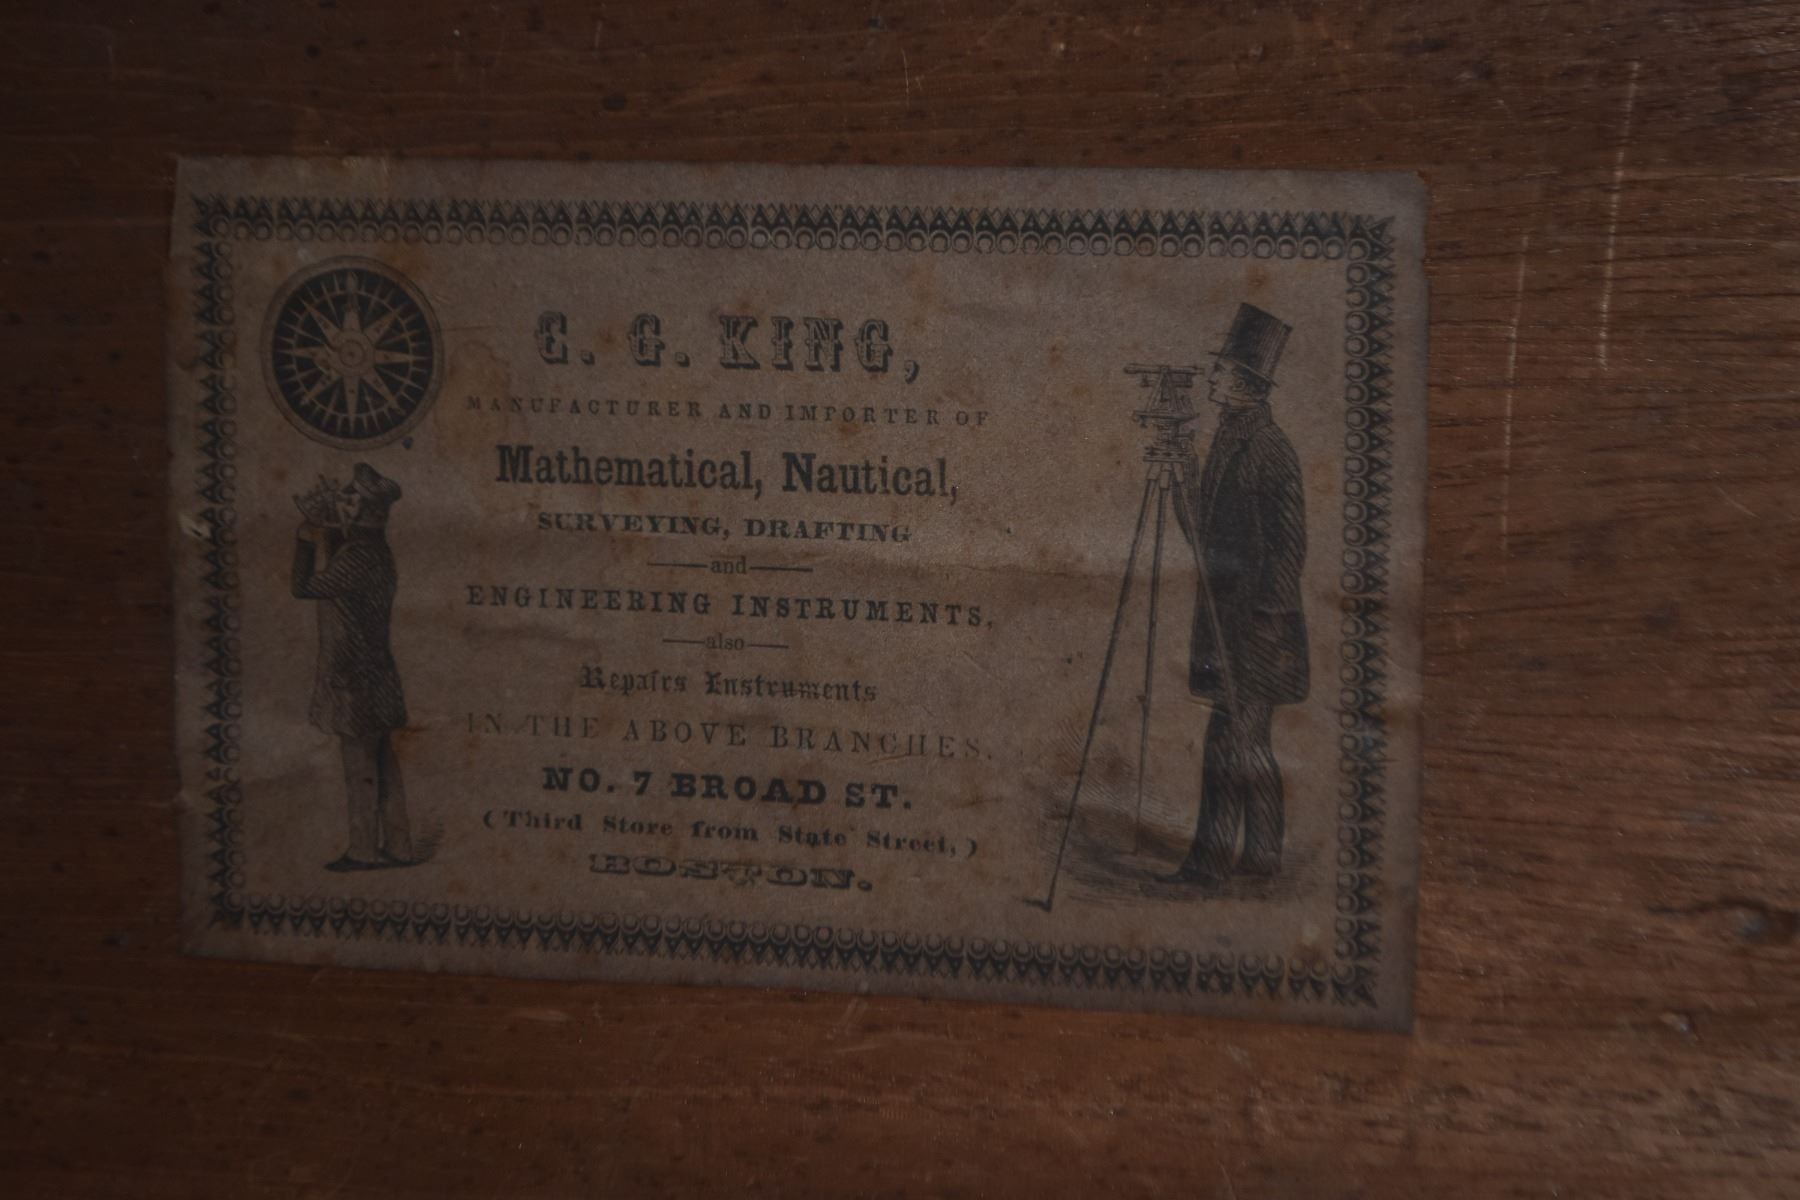 C. G. KING,
MANUFACTURER AND IMPORTER OF
Mathematical, Nautical,
SURVEYING, DRAFTING
and
ENGINEERING INSTRUMENTS,
also
Repairs Instruments
IN THE ABOVE BRANCHES.
NO. 7 BROAD ST.
(Third Store from State Street,)
BOSTON.